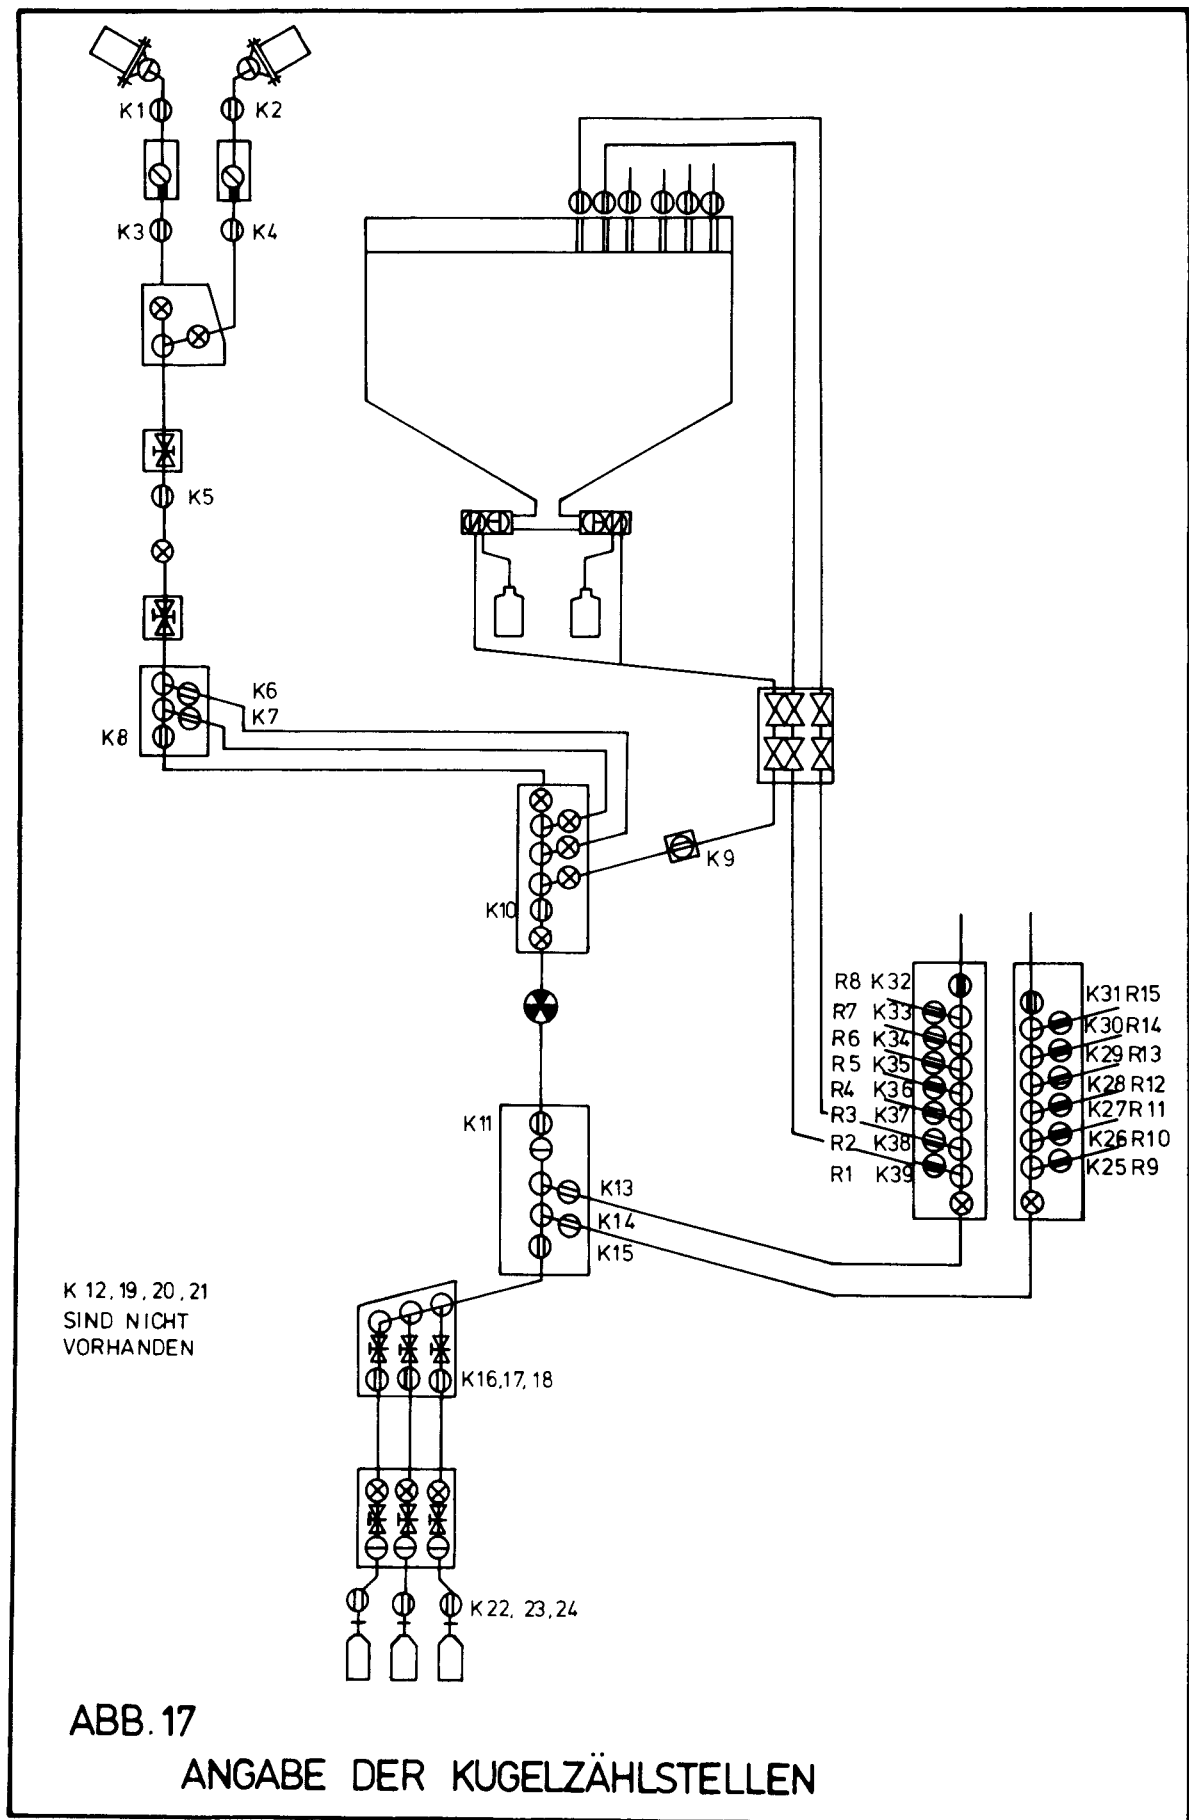 K1
K2
K3
K4
K5
K6
K7
K8
K9
K10
R8 K32
R7 K33
R6 K34
R5 K35
R4 K36
R3 K37
R2 K38
R1 K39
K31 R15
K30 R14
K29 R13
K28 R12
K27 R11
K26 R10
K25 R9
K11
K13
K14
K15
K 12, 19, 20, 21
SIND NICHT
VORHANDEN
K16, 17, 18
K22, 23, 24
ABB. 17
ANGABE DER KUGELZÄHLSTELLEN